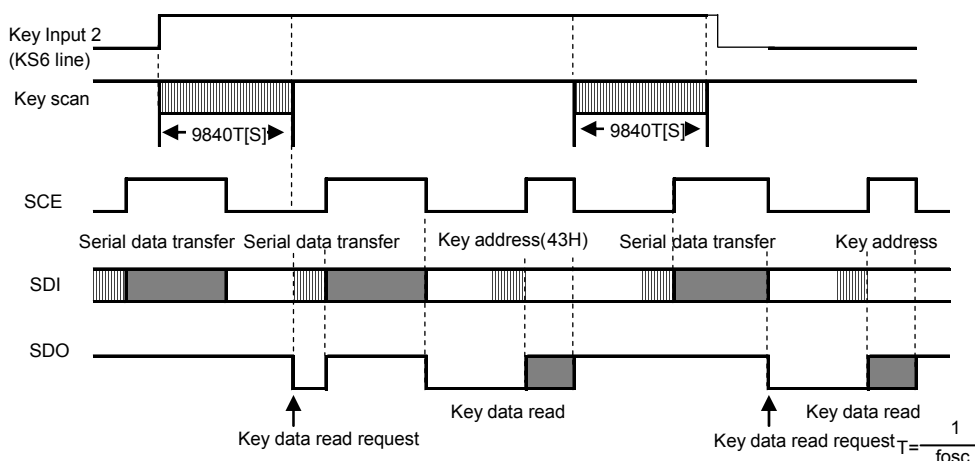 Key Input 2
(KS6 line)
Key scan
9840T[S]
9840T[S]
SCE
Serial data transfer
Serial data transfer
Key address(43H)
Serial data transfer
Key address
SDI
SDO
Key data read
Key data read
Key data read request
Key data read request
T= 1
fosc